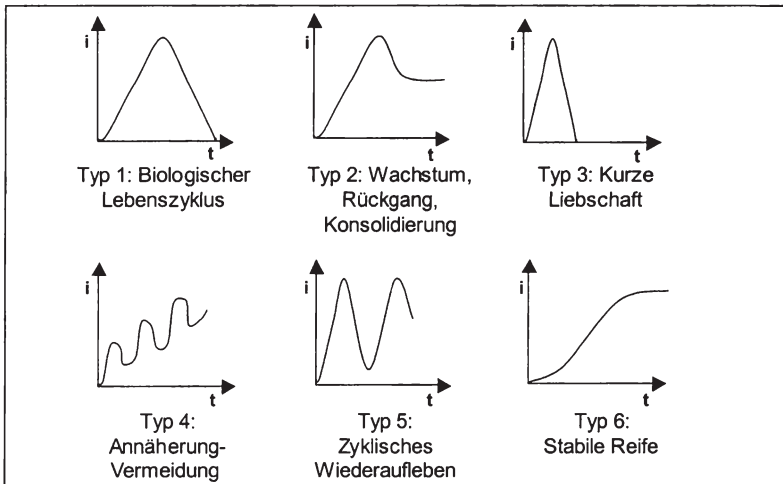 i
t
Typ 1: Biologischer
Lebenszyklus
i
t
Typ 2: Wachstum,
Rückgang,
Konsolidierung
i
t
Typ 3: Kurze
Liebschaft
i
t
Typ 4:
Annäherung-
Vermeidung
i
t
Typ 5:
Zyklisches
Wiederaufleben
i
t
Typ 6:
Stabile Reife